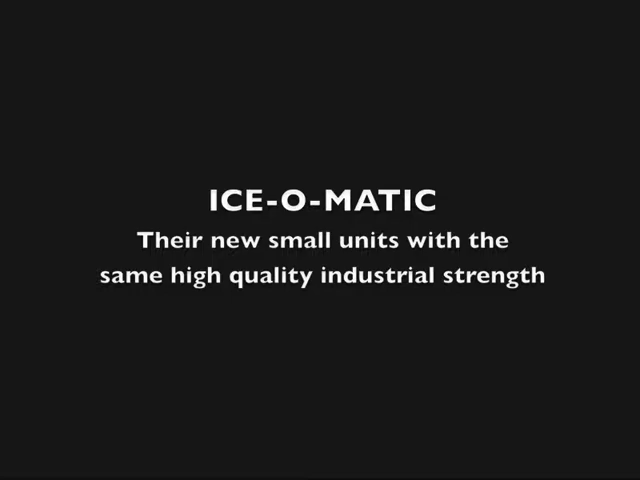 ICE-O-MATIC
Their new small units with the
same high quality industrial strength